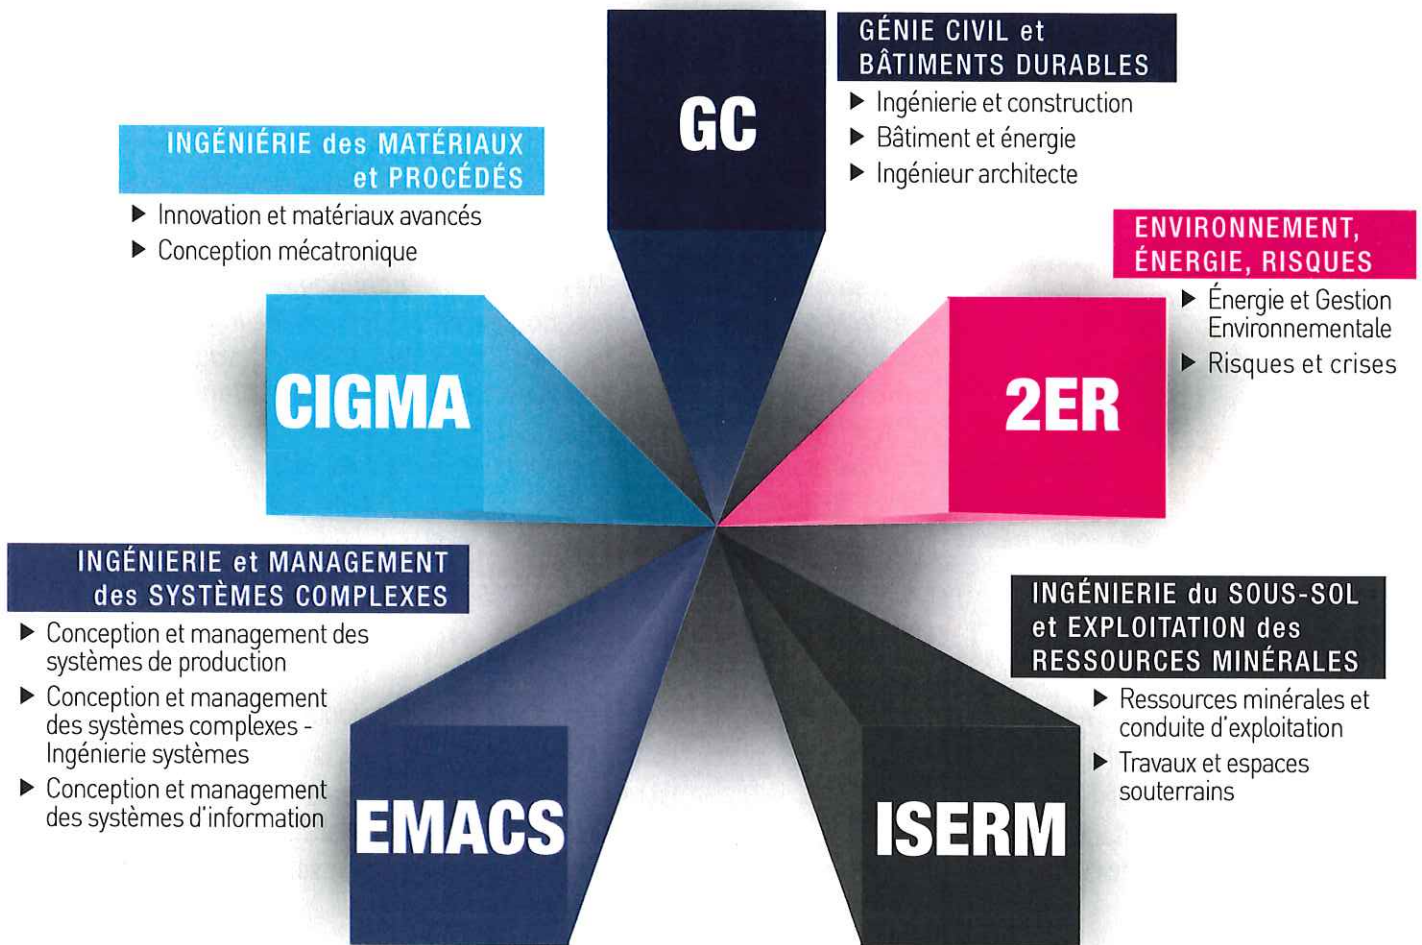 GC
GÉNIE CIVIL et
BÂTIMENTS DURABLES
▶ Ingénierie et construction
▶ Bâtiment et énergie
▶ Ingénieur architecte
INGÉNIÉRIE des MATÉRIAUX
et PROCÉDÉS
▶ Innovation et matériaux avancés
▶ Conception mécatronique
CIGMA
ENVIRONNEMENT,
ÉNERGIE, RISQUES
▶ Énergie et Gestion
Environnementale
▶ Risques et crises
2ER
INGÉNIERIE et MANAGEMENT
des SYSTÈMES COMPLEXES
▶ Conception et management des
systèmes de production
▶ Conception et management
des systèmes complexes -
Ingénierie systèmes
▶ Conception et management
des systèmes d'information
EMACS
INGÉNIERIE du SOUS-SOL
et EXPLOITATION des
RESSOURCES MINÉRALES
▶ Ressources minérales et
conduite d'exploitation
▶ Travaux et espaces
souterrains
ISERM